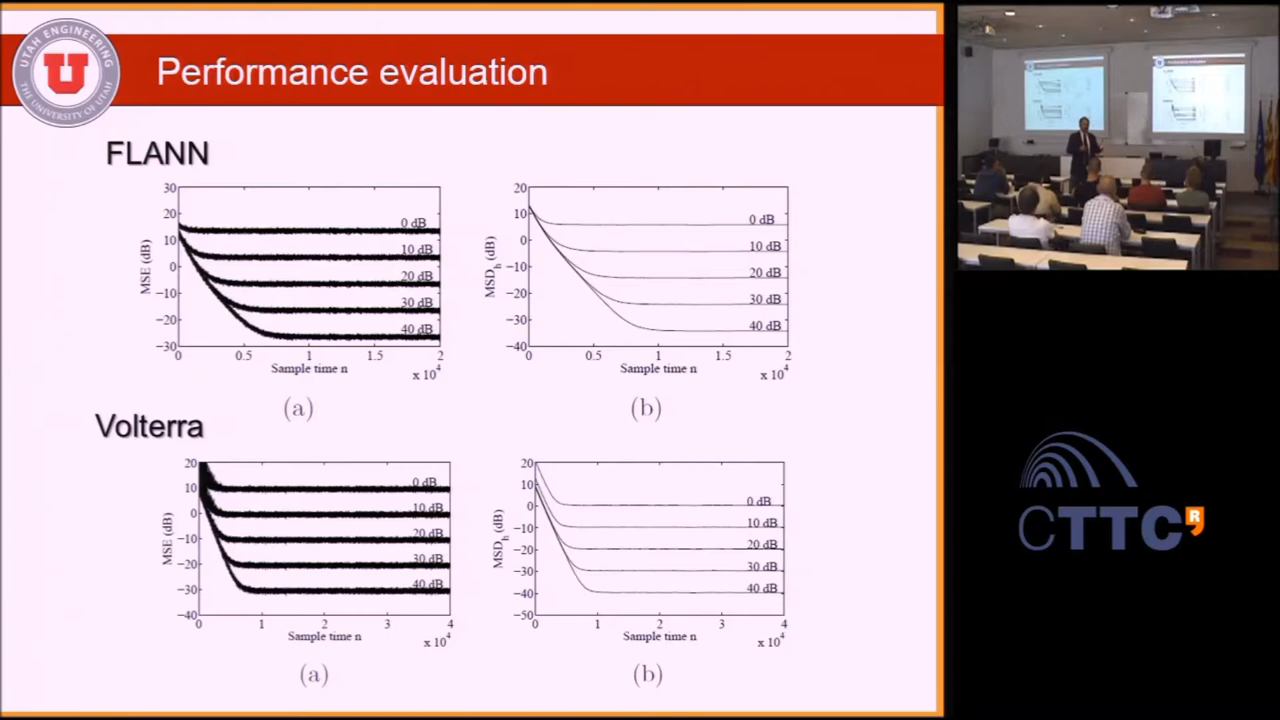 UTAH ENGINEERING
THE UNIVERSITY OF UTAH
U
Performance evaluation
FLANN
30
20
10
0
−10
−20
−30
MSE (dB)
0 dB
10 dB
20 dB
30 dB
40 dB
0 0.5 1 1.5 2
Sample time n
x 10^4
(a)
20
10
0
−10
−20
−30
−40
MSD_h (dB)
0 dB
10 dB
20 dB
30 dB
40 dB
0 0.5 1 1.5 2
Sample time n
x 10^4
(b)
Volterra
20
10
0
−10
−20
−30
−40
MSE (dB)
0 dB
10 dB
20 dB
30 dB
40 dB
0 1 2 3 4
Sample time n
x 10^4
(a)
20
10
0
−10
−20
−30
−40
−50
MSD_h (dB)
0 dB
10 dB
20 dB
30 dB
40 dB
0 1 2 3 4
Sample time n
x 10^4
(b)
CTTC
R